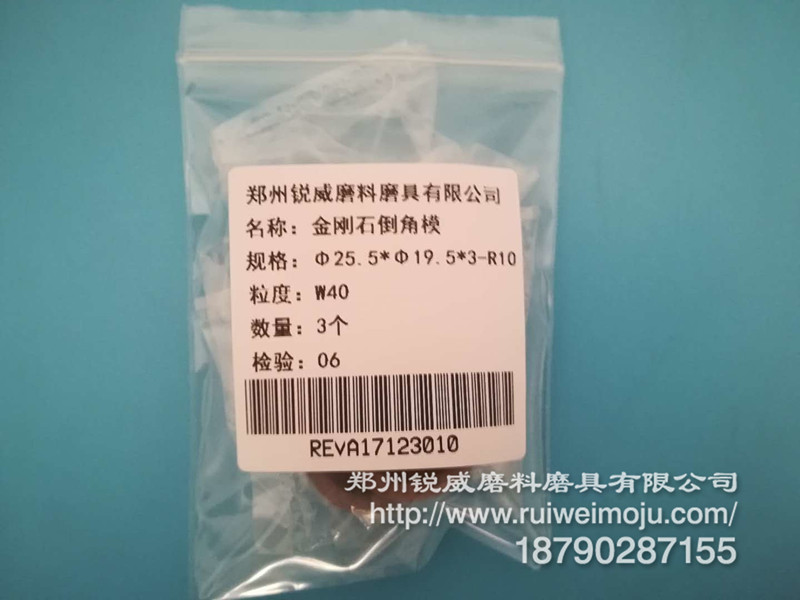 郑州锐威磨料磨具有限公司
名称：金刚石倒角模
规格：Φ25.5*Φ19.5*3-R10
粒度：W40
数量：3个
检验：06
REVA17123010
郑州锐威磨料磨具有限公司
http://www.ruiweimoju.com/
18790287155